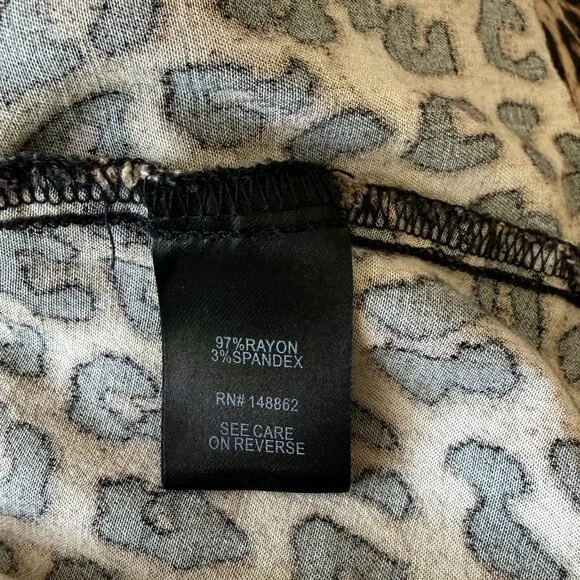 97%RAYON
3%SPANDEX
RN# 148862
SEE CARE
ON REVERSE